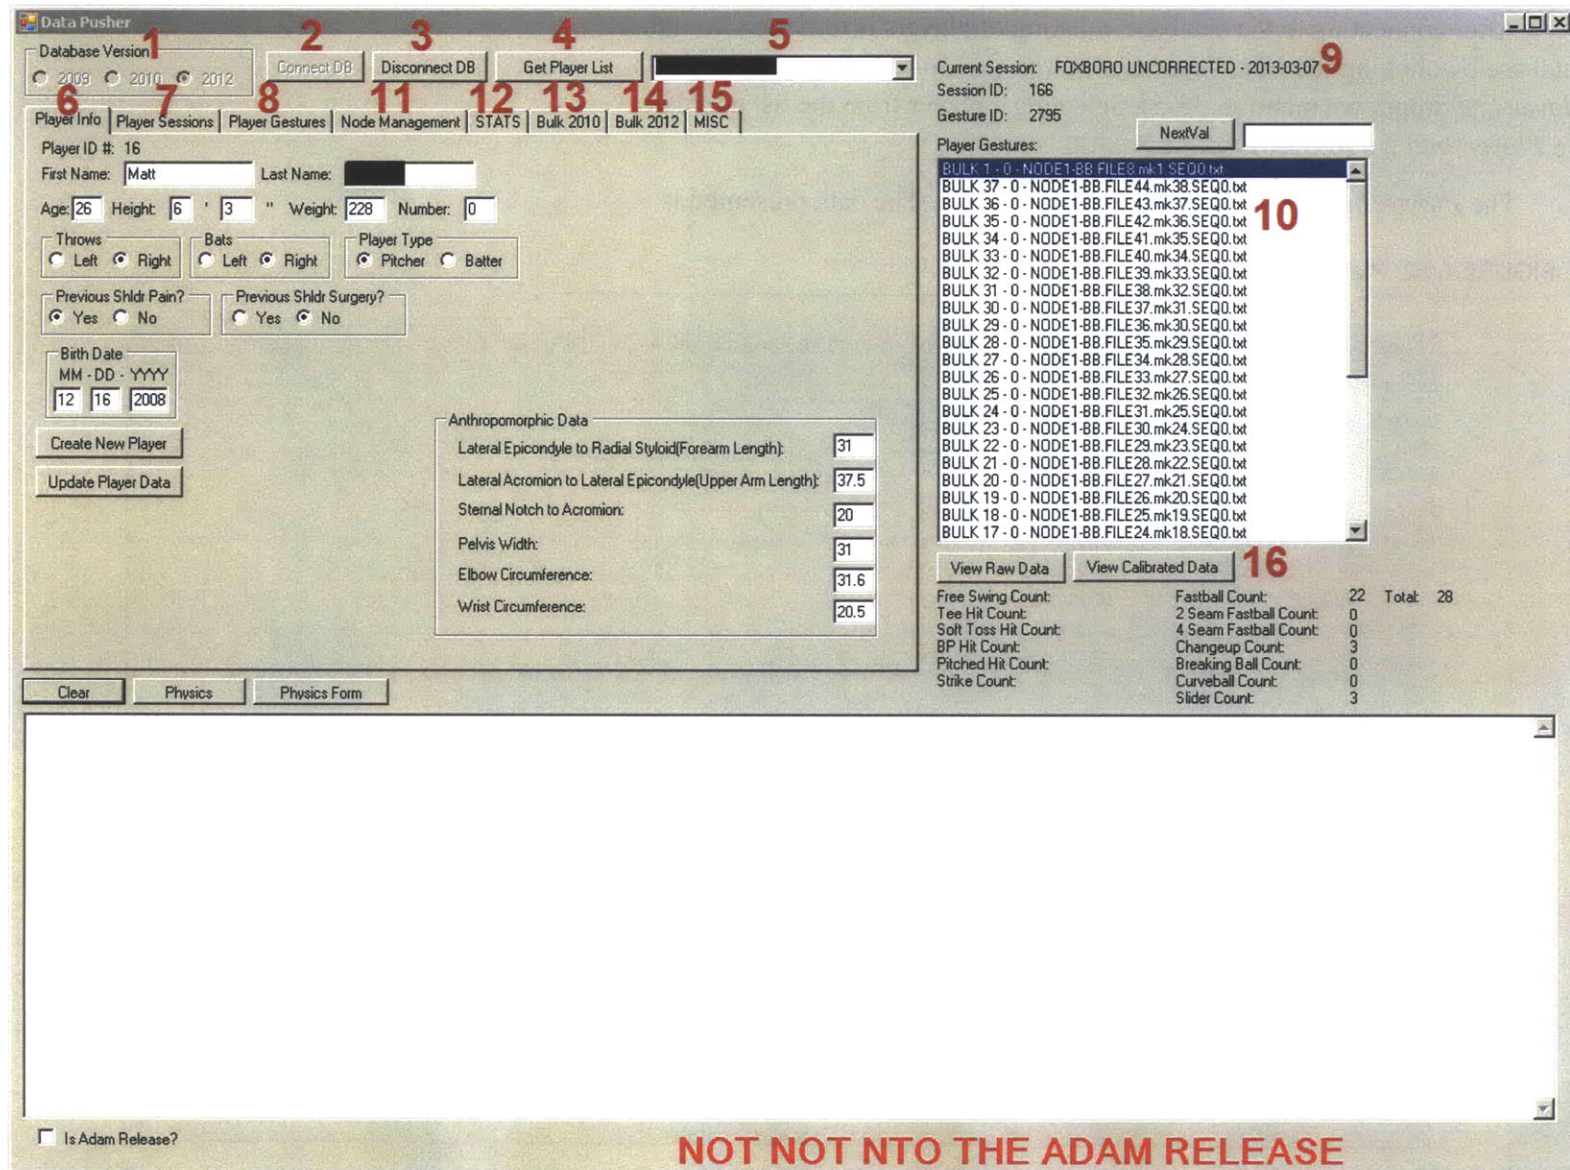 Data Pusher
Database Version 1
2009 2010 2012
2
Connect DB
3
Disconnect DB
4
Get Player List
5
6
Player Info
7
Player Sessions
8
Player Gestures
11
Node Management
12
STATS
13
Bulk 2010
14
Bulk 2012
15
MISC
Player ID #: 16
First Name: Matt Last Name:
Age: 26 Height: 6 ' 3 " Weight: 228 Number: 0
Throws
Left Right
Bats
Left Right
Player Type
Pitcher Batter
Previous Shldr Pain?
Yes No
Previous Shldr Surgery?
Yes No
Birth Date
MM - DD - YYYY
12 16 2008
Create New Player
Update Player Data
Anthropomorphic Data
Lateral Epicondyle to Radial Styloid(Forearm Length): 31
Lateral Acromion to Lateral Epicondyle(Upper Arm Length): 37.5
Sternal Notch to Acromion: 20
Pelvis Width: 31
Elbow Circumference: 31.6
Wrist Circumference: 20.5
Current Session: FOXBORO UNCORRECTED - 2013-03-07 9
Session ID: 166
Gesture ID: 2795
NextVal
Player Gestures:
BULK 1 - 0 - NODE1-BB.FILE8.mk1.SEQ0.txt
BULK 37 - 0 - NODE1-BB.FILE44.mk38.SEQ0.txt
BULK 36 - 0 - NODE1-BB.FILE43.mk37.SEQ0.txt
BULK 35 - 0 - NODE1-BB.FILE42.mk36.SEQ0.txt
10
BULK 34 - 0 - NODE1-BB.FILE41.mk35.SEQ0.txt
BULK 33 - 0 - NODE1-BB.FILE40.mk34.SEQ0.txt
BULK 32 - 0 - NODE1-BB.FILE39.mk33.SEQ0.txt
BULK 31 - 0 - NODE1-BB.FILE38.mk32.SEQ0.txt
BULK 30 - 0 - NODE1-BB.FILE37.mk31.SEQ0.txt
BULK 29 - 0 - NODE1-BB.FILE36.mk30.SEQ0.txt
BULK 28 - 0 - NODE1-BB.FILE35.mk29.SEQ0.txt
BULK 27 - 0 - NODE1-BB.FILE34.mk28.SEQ0.txt
BULK 26 - 0 - NODE1-BB.FILE33.mk27.SEQ0.txt
BULK 25 - 0 - NODE1-BB.FILE32.mk26.SEQ0.txt
BULK 24 - 0 - NODE1-BB.FILE31.mk25.SEQ0.txt
BULK 23 - 0 - NODE1-BB.FILE30.mk24.SEQ0.txt
BULK 22 - 0 - NODE1-BB.FILE29.mk23.SEQ0.txt
BULK 21 - 0 - NODE1-BB.FILE28.mk22.SEQ0.txt
BULK 20 - 0 - NODE1-BB.FILE27.mk21.SEQ0.txt
BULK 19 - 0 - NODE1-BB.FILE26.mk20.SEQ0.txt
BULK 18 - 0 - NODE1-BB.FILE25.mk19.SEQ0.txt
BULK 17 - 0 - NODE1-BB.FILE24.mk18.SEQ0.txt
View Raw Data View Calibrated Data 16
Free Swing Count:
Tee Hit Count:
Soft Toss Hit Count:
BP Hit Count:
Pitched Hit Count:
Strike Count:
Fastball Count: 22 Total: 28
2 Seam Fastball Count: 0
4 Seam Fastball Count: 0
Changeup Count: 3
Breaking Ball Count: 0
Curveball Count: 0
Slider Count: 3
Clear Physics Physics Form
Is Adam Release?
NOT NOT NTO THE ADAM RELEASE